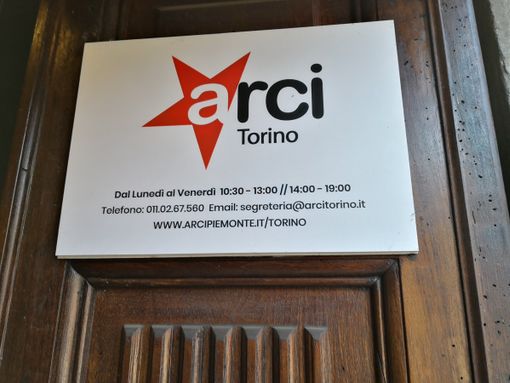 arci
Torino
Dal Lunedì al Venerdì 10:30 - 13:00 // 14:00 - 19:00
Telefono: 011.02.67.560 Email: segreteria@arcitorino.it
WWW.ARCIPIEMONTE.IT/TORINO